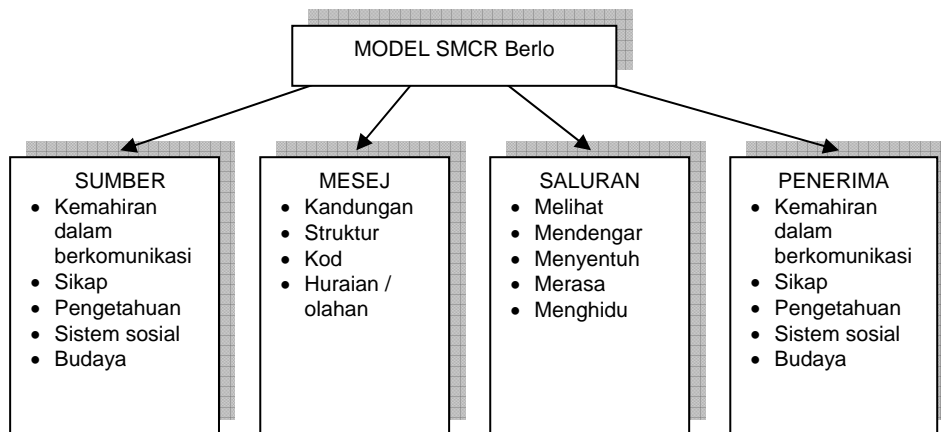 MODEL SMCR Berlo
SUMBER
• Kemahiran
dalam
berkomunikasi
• Sikap
• Pengetahuan
• Sistem sosial
• Budaya
MESEJ
• Kandungan
• Struktur
• Kod
• Huraian /
olahan
SALURAN
• Melihat
• Mendengar
• Menyentuh
• Merasa
• Menghidu
PENERIMA
• Kemahiran
dalam
berkomunikasi
• Sikap
• Pengetahuan
• Sistem sosial
• Budaya